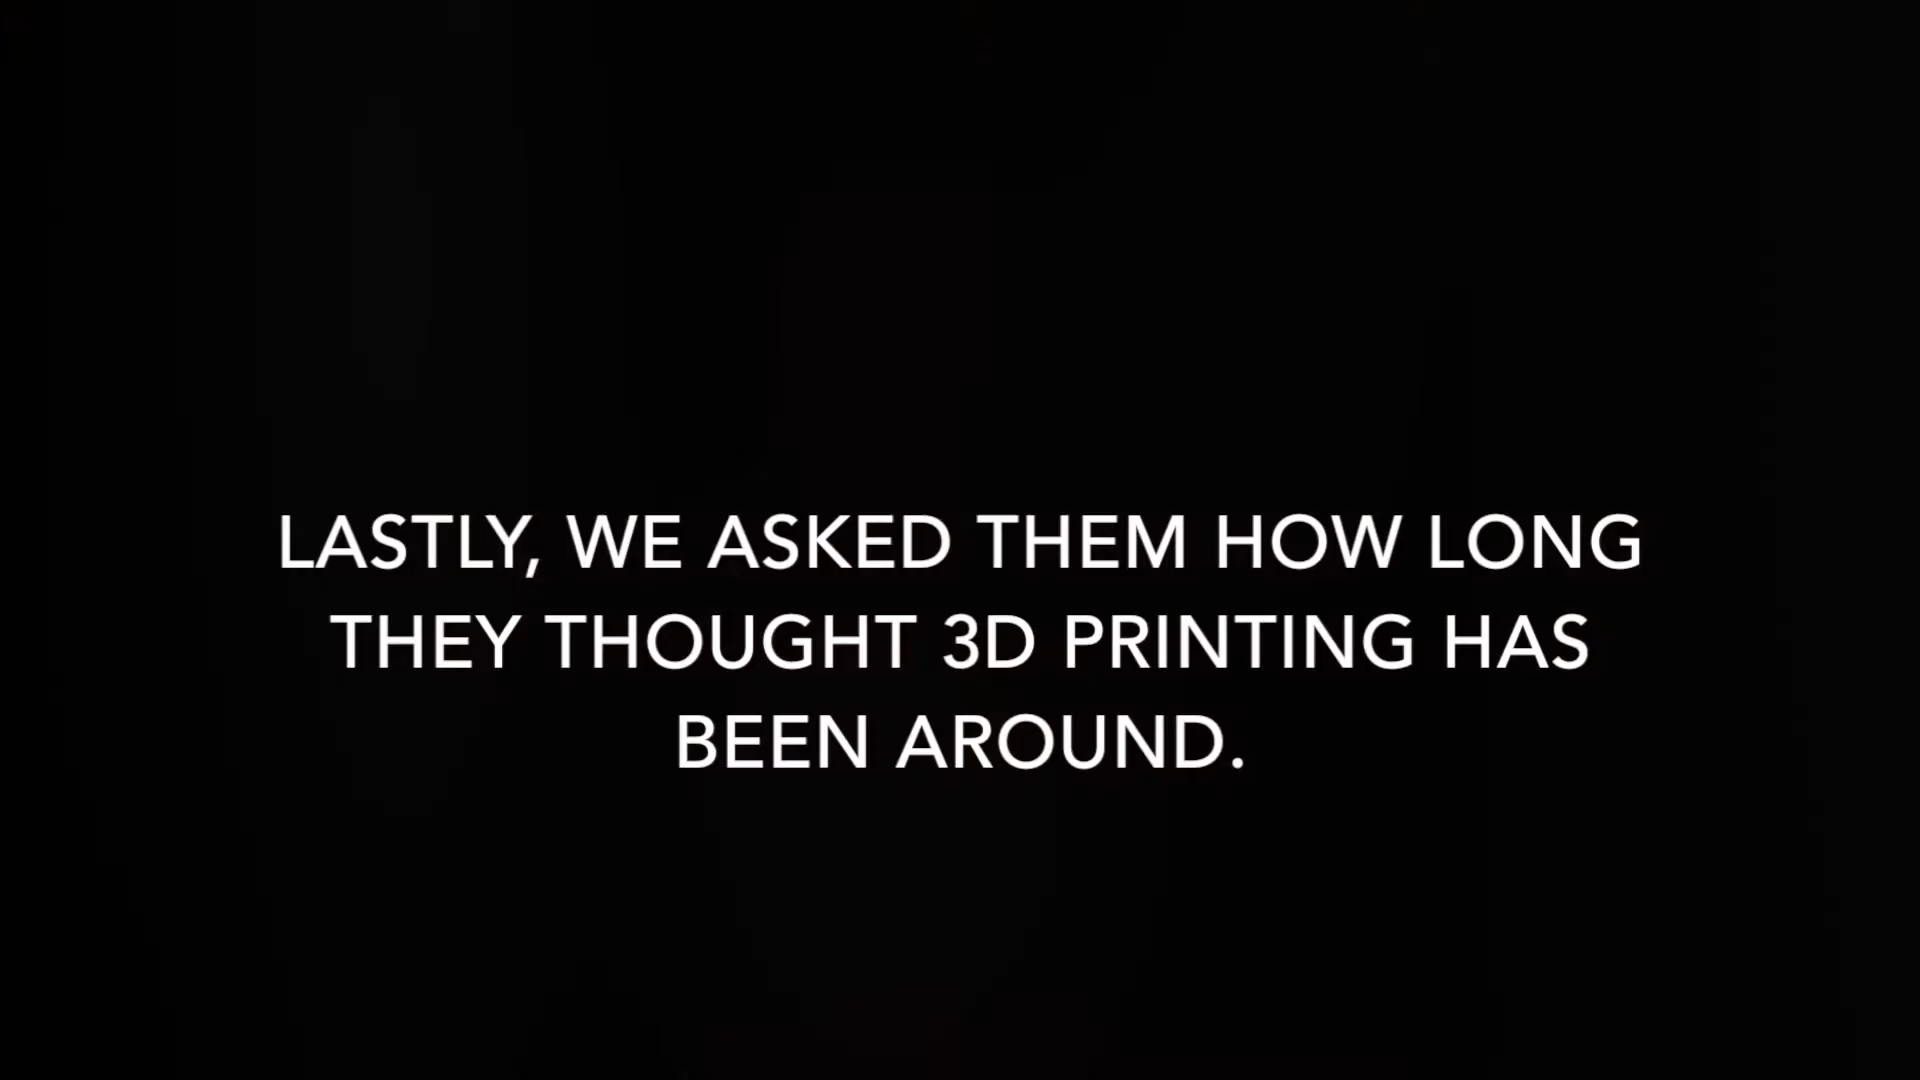 LASTLY, WE ASKED THEM HOW LONG
THEY THOUGHT 3D PRINTING HAS
BEEN AROUND.